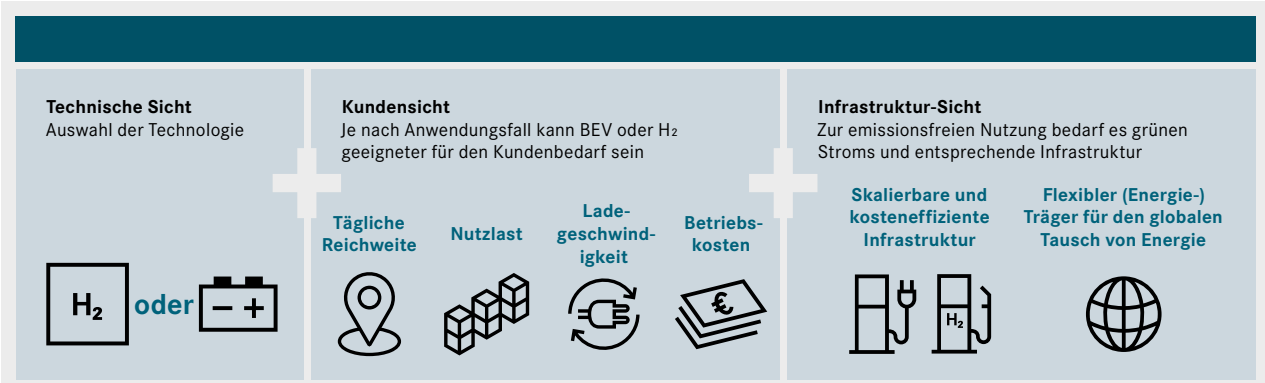 Technische Sicht
Auswahl der Technologie
H₂
oder
– +
Kundensicht
Je nach Anwendungsfall kann BEV oder H₂
geeigneter für den Kundenbedarf sein
Tägliche
Reichweite
Nutzlast
Lade-
geschwind-
igkeit
Betriebs-
kosten
€
Infrastruktur-Sicht
Zur emissionsfreien Nutzung bedarf es grünen
Stroms und entsprechende Infrastruktur
Skalierbare und
kosteneffiziente
Infrastruktur
H₂
Flexibler (Energie-)
Träger für den globalen
Tausch von Energie